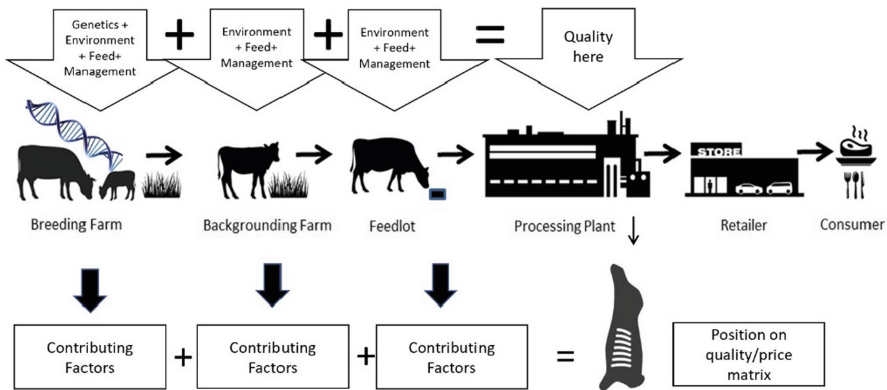 Genetics +
Environment
+ Feed+
Management
+
Environment
+ Feed+
Management
+
Environment
+ Feed+
Management
=
Quality
here
STORE
Breeding Farm
Backgrounding Farm
Feedlot
Processing Plant
Retailer
Consumer
Contributing
Factors
+
Contributing
Factors
+
Contributing
Factors
=
Position on
quality/price
matrix